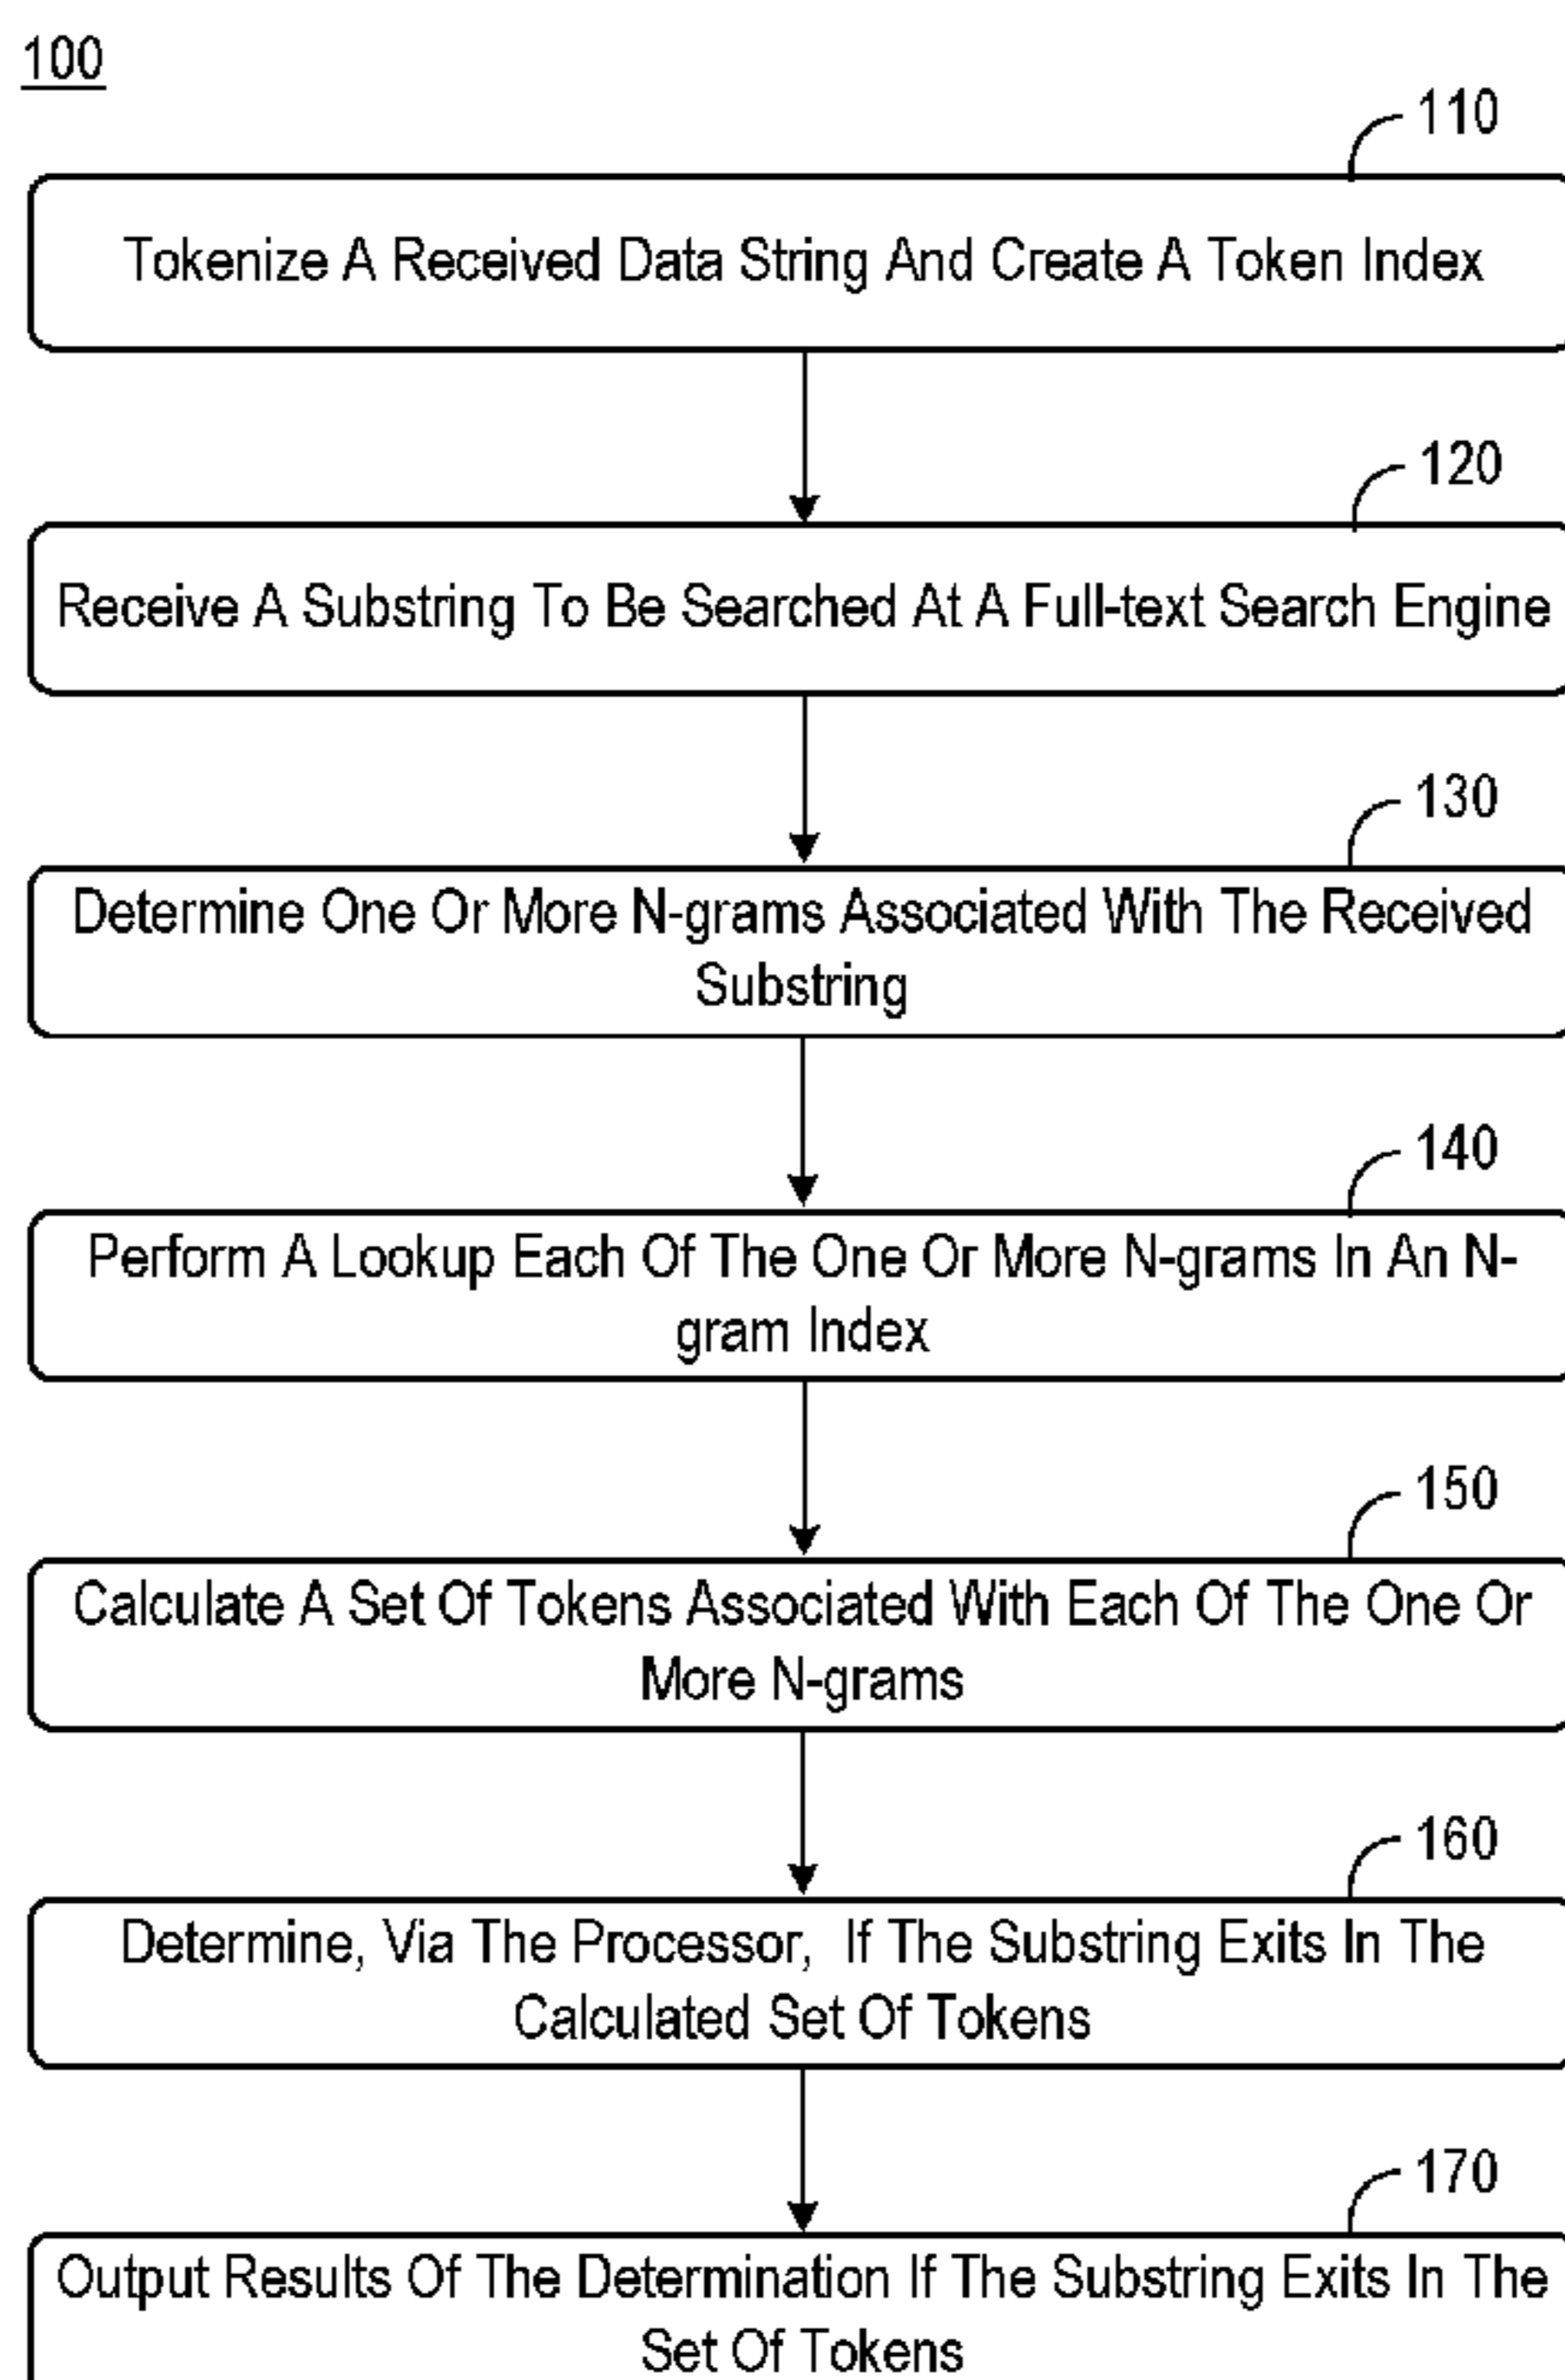 100
110
Tokenize A Received Data String And Create A Token Index
120
Receive A Substring To Be Searched At A Full-text Search Engine
130
Determine One Or More N-grams Associated With The Received
Substring
140
Perform A Lookup Each Of The One Or More N-grams In An N-
gram Index
150
Calculate A Set Of Tokens Associated With Each Of The One Or
More N-grams
160
Determine, Via The Processor, If The Substring Exits In The
Calculated Set Of Tokens
170
Output Results Of The Determination If The Substring Exits In The
Set Of Tokens